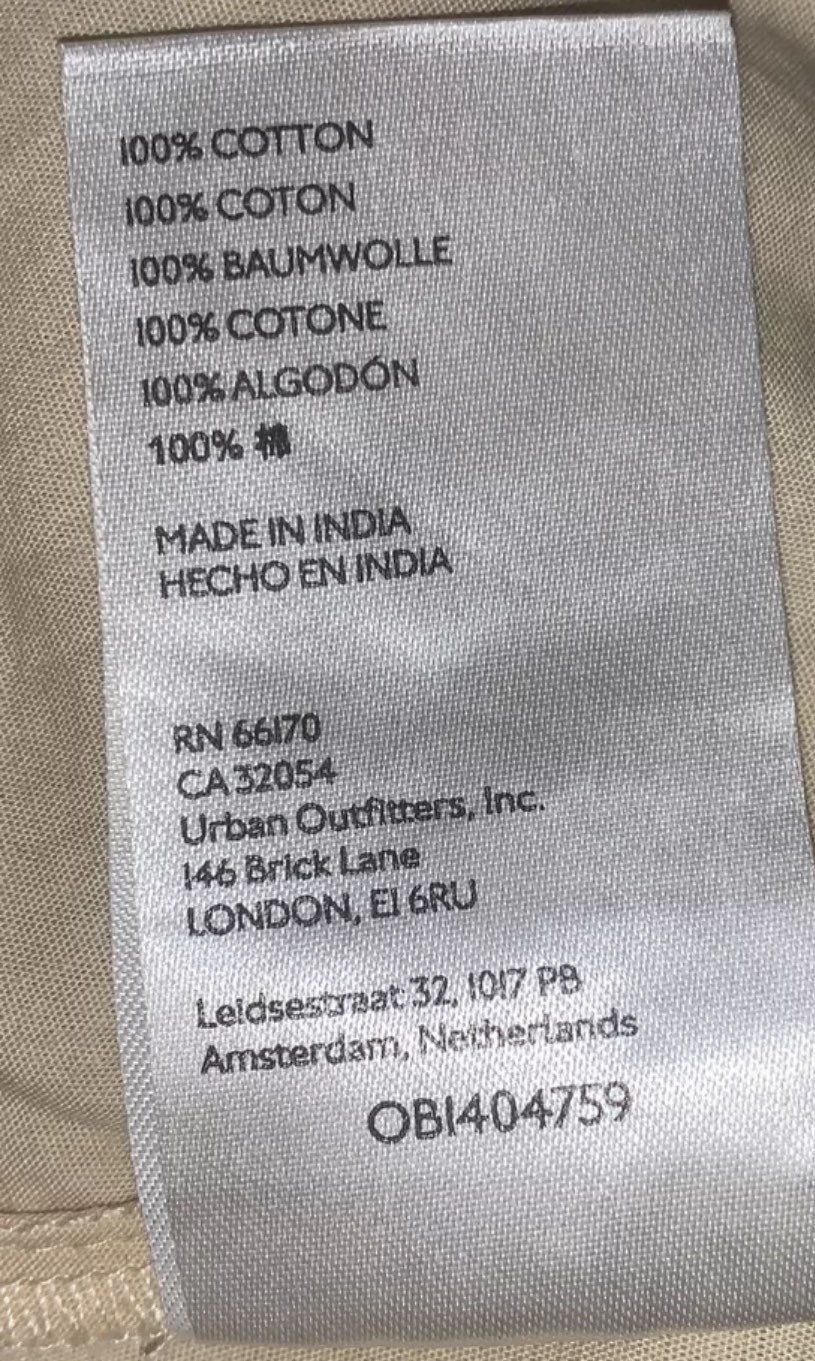 100% COTTON
100% COTON
100% BAUMWOLLE
100% COTONE
100% ALGODÓN
100% 棉
MADE IN INDIA
HECHO EN INDIA
RN 66170
CA 32054
Urban Outfitters, Inc.
146 Brick Lane
LONDON, E1 6RU
Leidsestraat 32, 1017 PB
Amsterdam, Netherlands
OB1404759